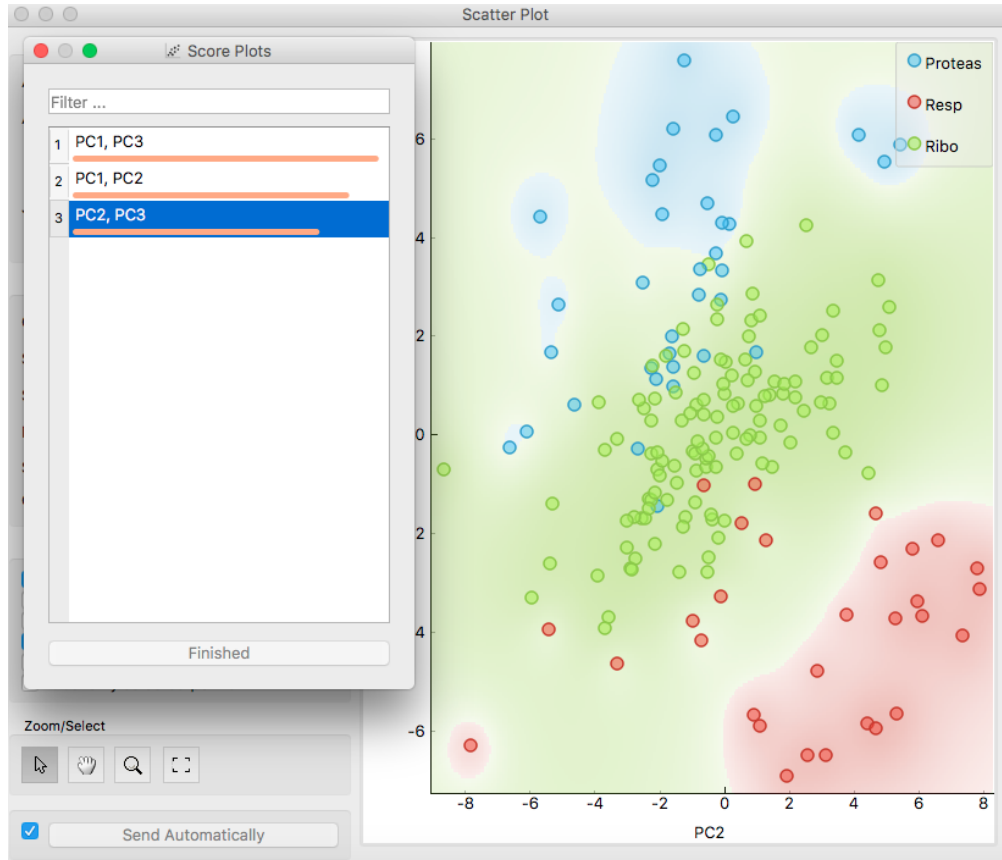 Scatter Plot
Score Plots
Filter ...
1 PC1, PC3
2 PC1, PC2
3 PC2, PC3
Finished
Zoom/Select
Send Automatically
Proteas
Resp
Ribo
6
4
2
0
2
4
-6
-8 -6 -4 -2 0 2 4 6 8
PC2